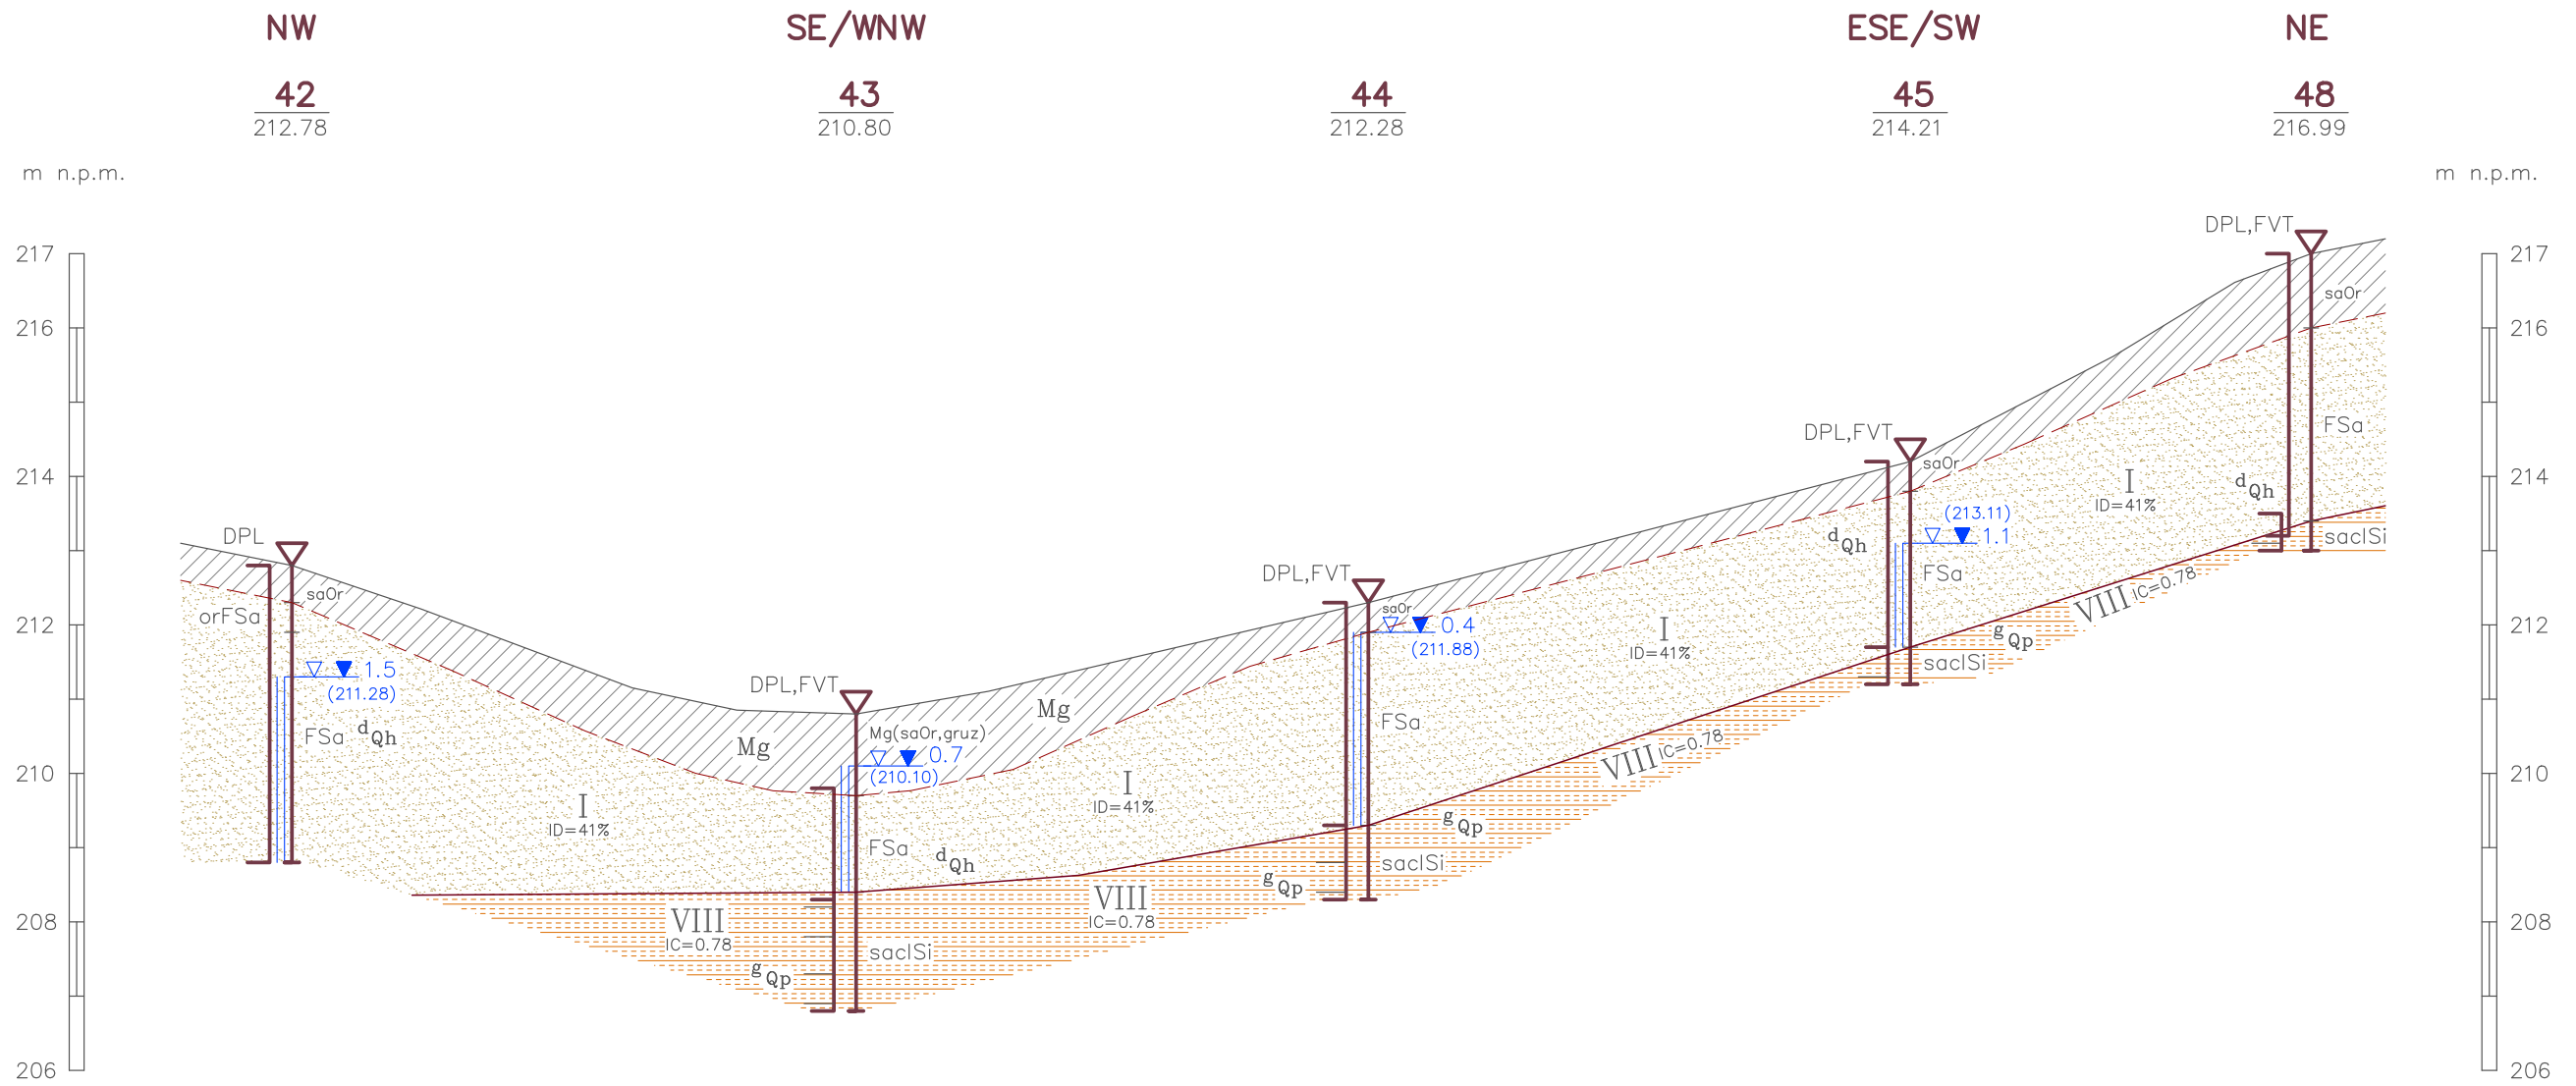 NW SE/WNW ESE/SW NE
42 43 44 45 48
212.78 210.80 212.28 214.21 216.99
m n.p.m. m n.p.m.
DPL,FVT
217 217
saOr
216 216
FSa
DPL,FVT
saOr
214 I dQh 214
ID=41%
(213.11)
1.1
DPL dQh saclSi
FSa
DPL,FVT
VIII IC=0.78
saOr
saOr
orFSa
212 0.4 I gQp 212
(211.88) ID=41%
1.5 saclSi
(211.28)
DPL,FVT
Mg
FSa
FSa dQh Mg(saOr,gruz)
Mg 0.7 VIII IC=0.78
210 (210.10) 210
I I
ID=41% ID=41%
gQp
FSa dQh saclSi
gQp
VIII
208 VIII IC=0.78 208
IC=0.78
saclSi
gQp
206 206